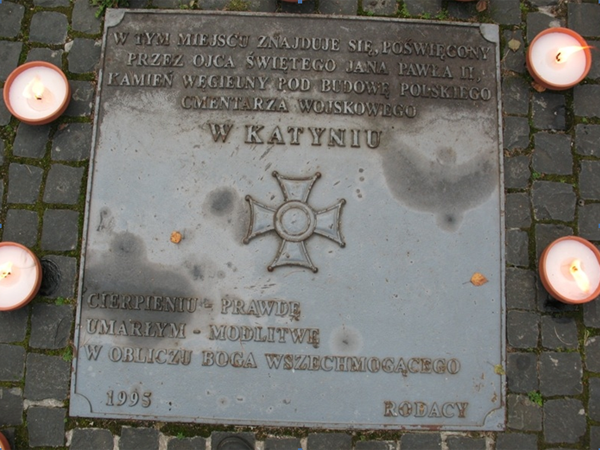 W TYM MIEJSCU ZNAJDUJE SIĘ, POŚWIĘCONY
PRZEZ OJCA ŚWIĘTEGO JANA PAWŁA II,
KAMIEŃ WĘGIELNY POD BUDOWĘ POLSKIEGO
CMENTARZA WOJSKOWEGO
W KATYNIU
CIERPIENIU - PRAWDĘ
UMARŁYM - MODLITWĘ
W OBLICZU BOGA WSZECHMOGĄCEGO
1995
RODACY